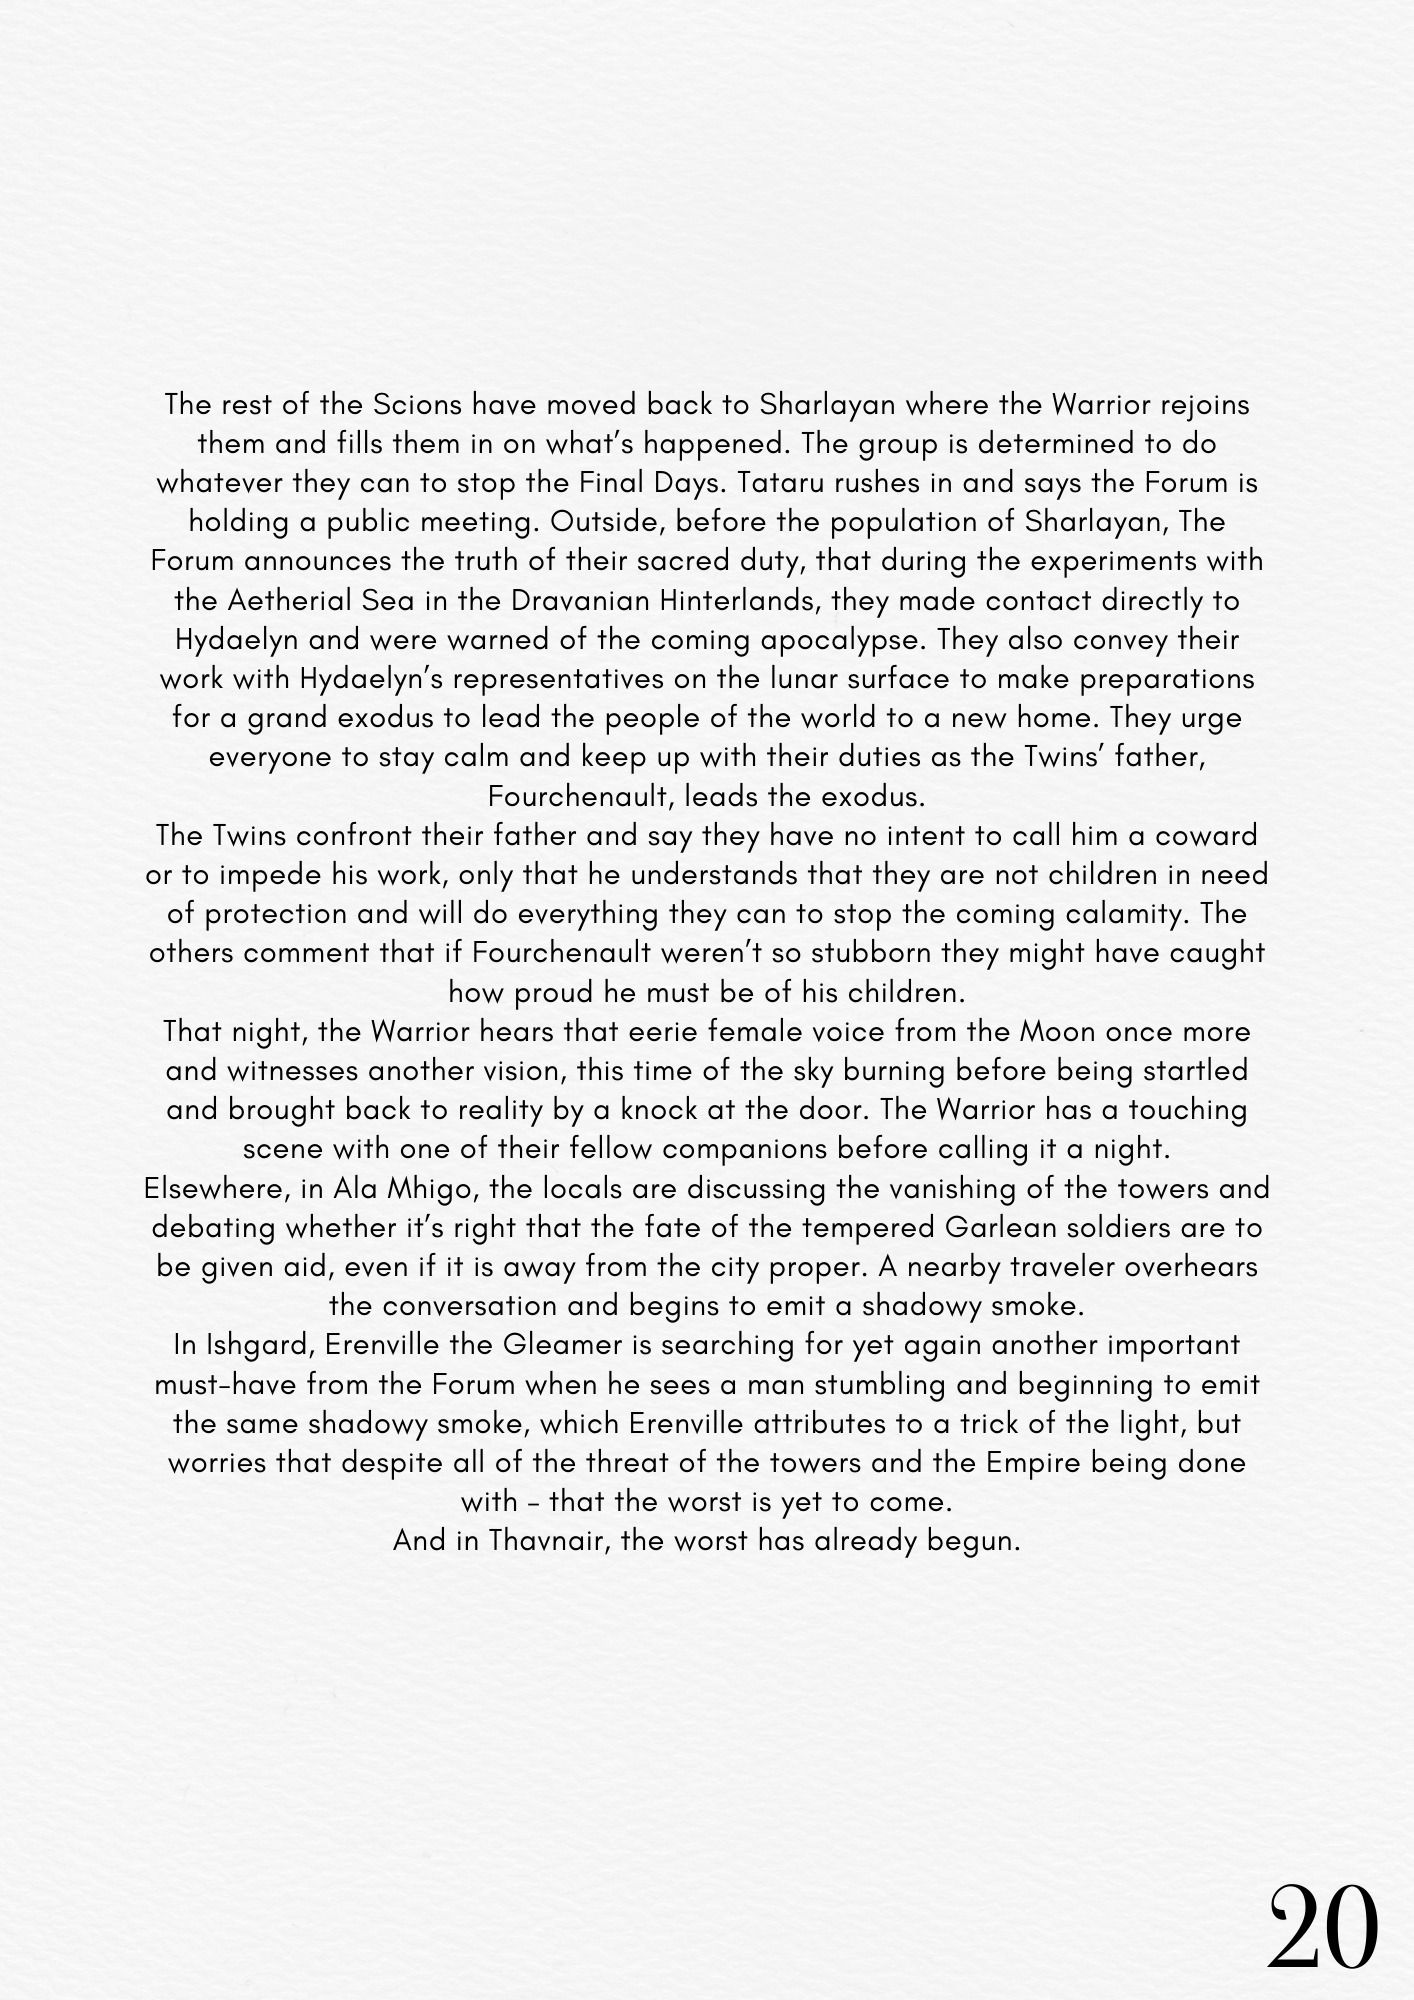 The rest of the Scions have moved back to Sharlayan where the Warrior rejoins
them and fills them in on what's happened. The group is determined to do
whatever they can to stop the Final Days. Tataru rushes in and says the Forum is
holding a public meeting. Outside, before the population of Sharlayan, The
Forum announces the truth of their sacred duty, that during the experiments with
the Aetherial Sea in the Dravanian Hinterlands, they made contact directly to
Hydaelyn and were warned of the coming apocalypse. They also convey their
work with Hydaelyn's representatives on the lunar surface to make preparations
for a grand exodus to lead the people of the world to a new home. They urge
everyone to stay calm and keep up with their duties as the Twins' father,
Fourchenault, leads the exodus.
The Twins confront their father and say they have no intent to call him a coward
or to impede his work, only that he understands that they are not children in need
of protection and will do everything they can to stop the coming calamity. The
others comment that if Fourchenault weren't so stubborn they might have caught
how proud he must be of his children.
That night, the Warrior hears that eerie female voice from the Moon once more
and witnesses another vision, this time of the sky burning before being startled
and brought back to reality by a knock at the door. The Warrior has a touching
scene with one of their fellow companions before calling it a night.
Elsewhere, in Ala Mhigo, the locals are discussing the vanishing of the towers and
debating whether it's right that the fate of the tempered Garlean soldiers are to
be given aid, even if it is away from the city proper. A nearby traveler overhears
the conversation and begins to emit a shadowy smoke.
In Ishgard, Erenville the Gleamer is searching for yet again another important
must-have from the Forum when he sees a man stumbling and beginning to emit
the same shadowy smoke, which Erenville attributes to a trick of the light, but
worries that despite all of the threat of the towers and the Empire being done
with – that the worst is yet to come.
And in Thavnair, the worst has already begun.
20